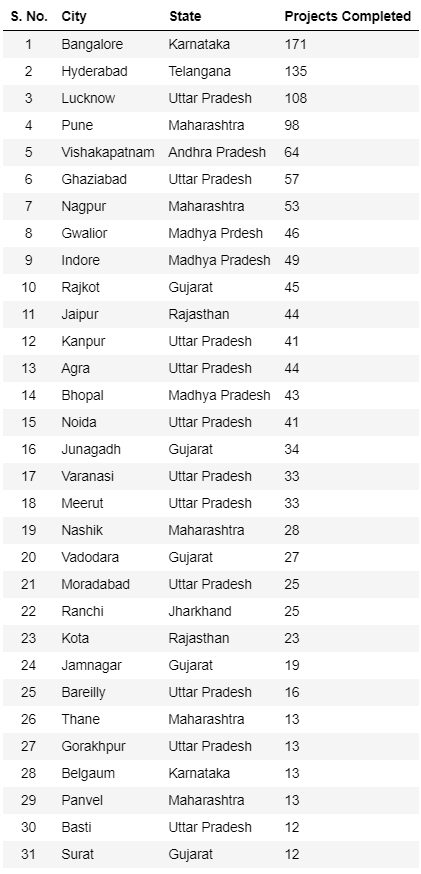 S. No. City State Projects Completed
1 Bangalore Karnataka 171
2 Hyderabad Telangana 135
3 Lucknow Uttar Pradesh 108
4 Pune Maharashtra 98
5 Vishakapatnam Andhra Pradesh 64
6 Ghaziabad Uttar Pradesh 57
7 Nagpur Maharashtra 53
8 Gwalior Madhya Prdesh 46
9 Indore Madhya Pradesh 49
10 Rajkot Gujarat 45
11 Jaipur Rajasthan 44
12 Kanpur Uttar Pradesh 41
13 Agra Uttar Pradesh 44
14 Bhopal Madhya Pradesh 43
15 Noida Uttar Pradesh 41
16 Junagadh Gujarat 34
17 Varanasi Uttar Pradesh 33
18 Meerut Uttar Pradesh 33
19 Nashik Maharashtra 28
20 Vadodara Gujarat 27
21 Moradabad Uttar Pradesh 25
22 Ranchi Jharkhand 25
23 Kota Rajasthan 23
24 Jamnagar Gujarat 19
25 Bareilly Uttar Pradesh 16
26 Thane Maharashtra 13
27 Gorakhpur Uttar Pradesh 13
28 Belgaum Karnataka 13
29 Panvel Maharashtra 13
30 Basti Uttar Pradesh 12
31 Surat Gujarat 12